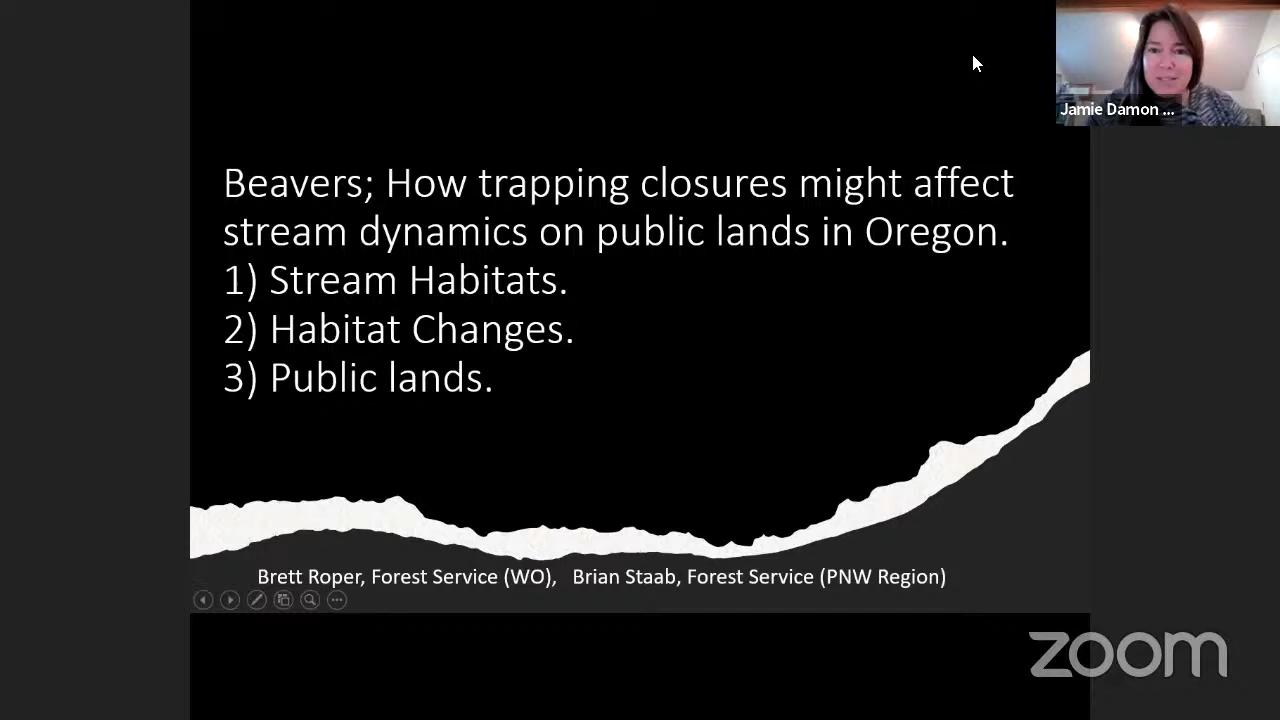 Jamie Damon ...
Beavers; How trapping closures might affect
stream dynamics on public lands in Oregon.
1) Stream Habitats.
2) Habitat Changes.
3) Public lands.
Brett Roper, Forest Service (WO), Brian Staab, Forest Service (PNW Region)
zoom